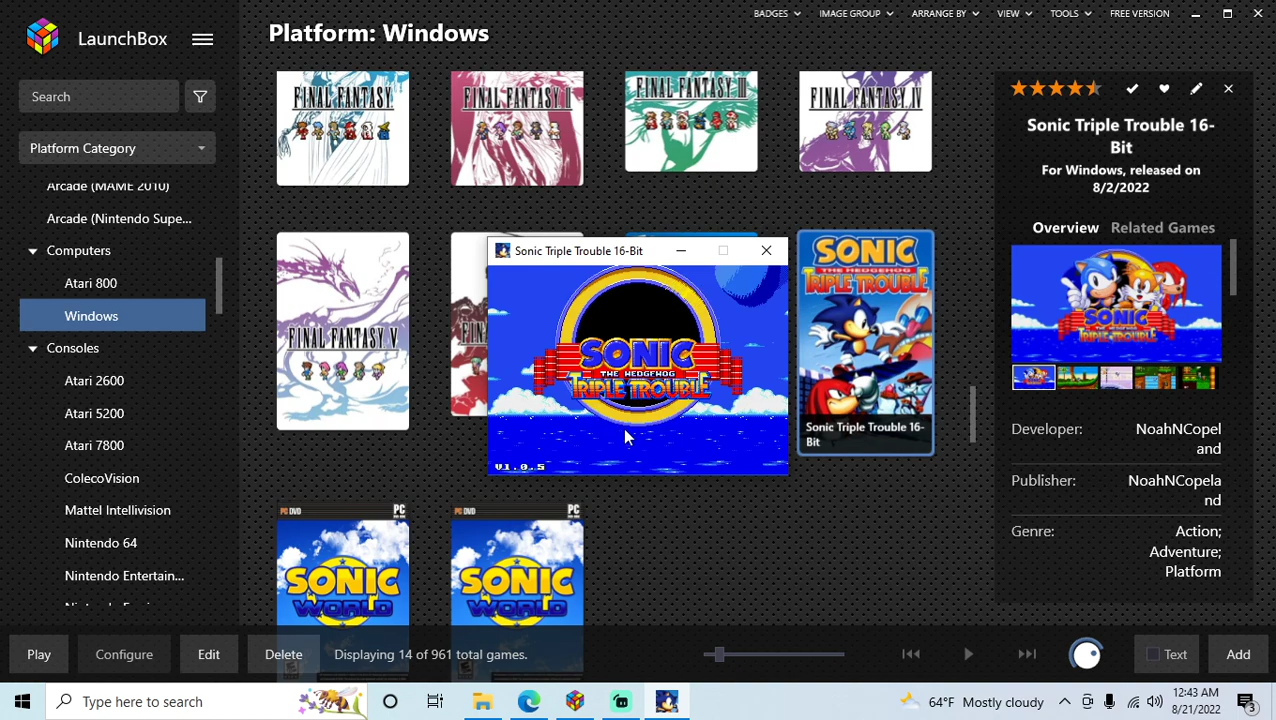 BADGES
IMAGE GROUP
ARRANGE BY
VIEW
TOOLS
FREE VERSION
LaunchBox
Platform: Windows
Search
Platform Category
Arcade (MAME 2010)
Arcade (Nintendo Supe...
Computers
Atari 800
Windows
Consoles
Atari 2600
Atari 5200
Atari 7800
ColecoVision
Mattel Intellivision
Nintendo 64
Nintendo Entertain...
FINAL FANTASY
FINAL FANTASY II
FINAL FANTASY III
FINAL FANTASY IV
FINAL FANTASY V
SONIC
THE HEDGEHOG
TRIPLE TROUBLE
Sonic Triple Trouble 16-
Bit
Sonic Triple Trouble 16-Bit
SONIC
THE HEDGEHOG
TRIPLE TROUBLE
V1.0.5
PC DVD
PC
SONIC
WORLD
PC DVD
PC
SONIC
WORLD
Sonic Triple Trouble 16-
Bit
For Windows, released on
8/2/2022
Overview
Related Games
SONIC
THE HEDGEHOG
TRIPLE TROUBLE
Developer:
NoahNCopel
and
Publisher:
NoahNCopela
nd
Genre:
Action;
Adventure;
Platform
Play
Configure
Edit
Delete
Displaying 14 of 961 total games.
Text
Add
Type here to search
64°F Mostly cloudy
12:43 AM
8/21/2022
3